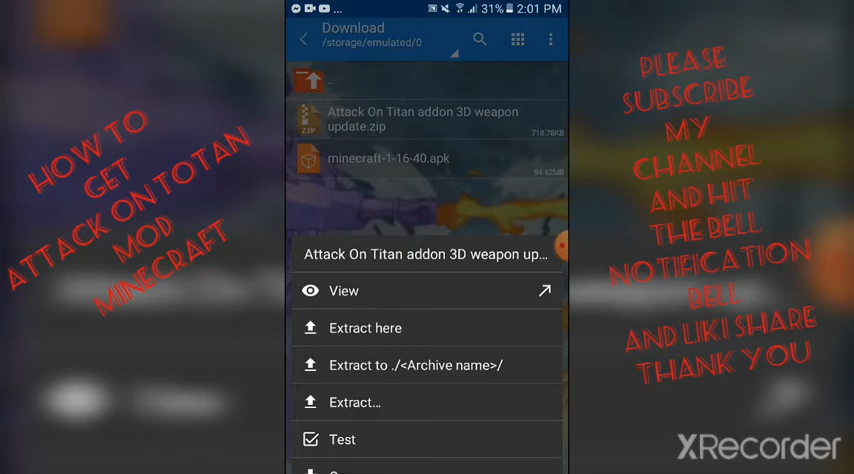 ... 31% 2:01 PM
Download
/storage/emulated/0
..
Attack On Titan addon 3D weapon
update.zip
ZIP
718.78KB
minecraft-1-16-40.apk
94.62MB
Attack On Titan addon 3D weapon up...
View
Extract here
Extract to ./<Archive name>/
Extract...
Test
HOW TO
GET
ATTACK ON TOTAN
MOD
MINECRAFT
PLEASE
SUBSCRIBE
MY
CHANNEL
AND HIT
THE BELL
NOTIFICATION
BELL
AND LIKI SHARE
THANK YOU
XRecorder